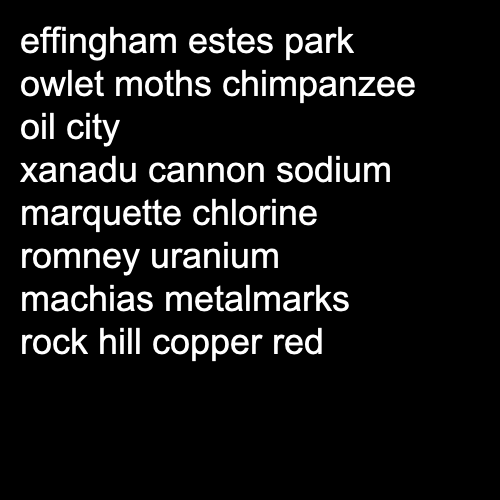 effingham estes park
owlet moths chimpanzee
oil city
xanadu cannon sodium
marquette chlorine
romney uranium
machias metalmarks
rock hill copper red